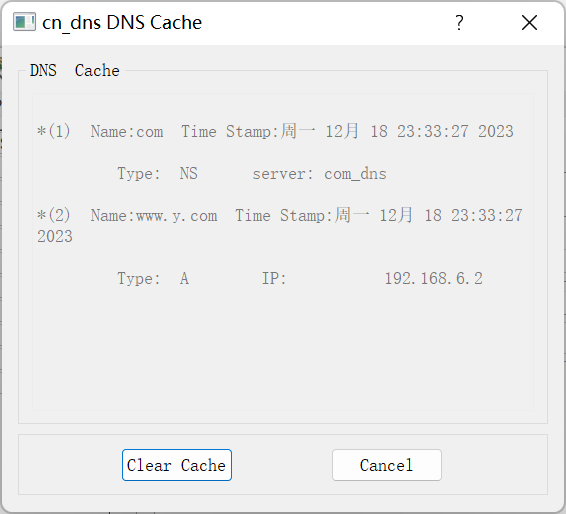 cn_dns DNS Cache
DNS Cache
*(1) Name:com Time Stamp:周一 12月 18 23:33:27 2023
Type: NS server: com_dns
*(2) Name:www.y.com Time Stamp:周一 12月 18 23:33:27
2023
Type: A IP: 192.168.6.2
Clear Cache
Cancel